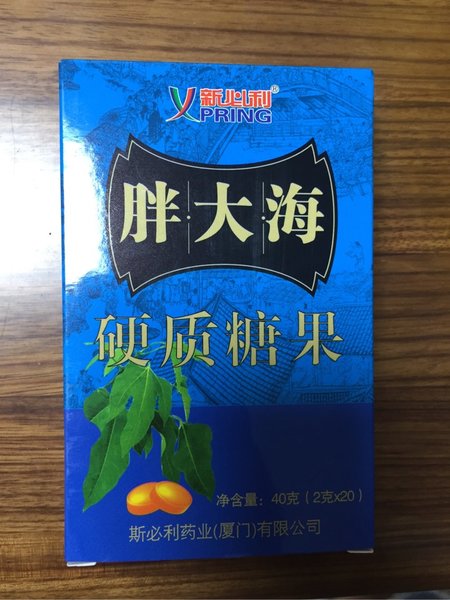 新必利®
XPRING
胖·大·海
硬质糖果
净含量：40克（2克x20）
斯必利药业(厦门)有限公司